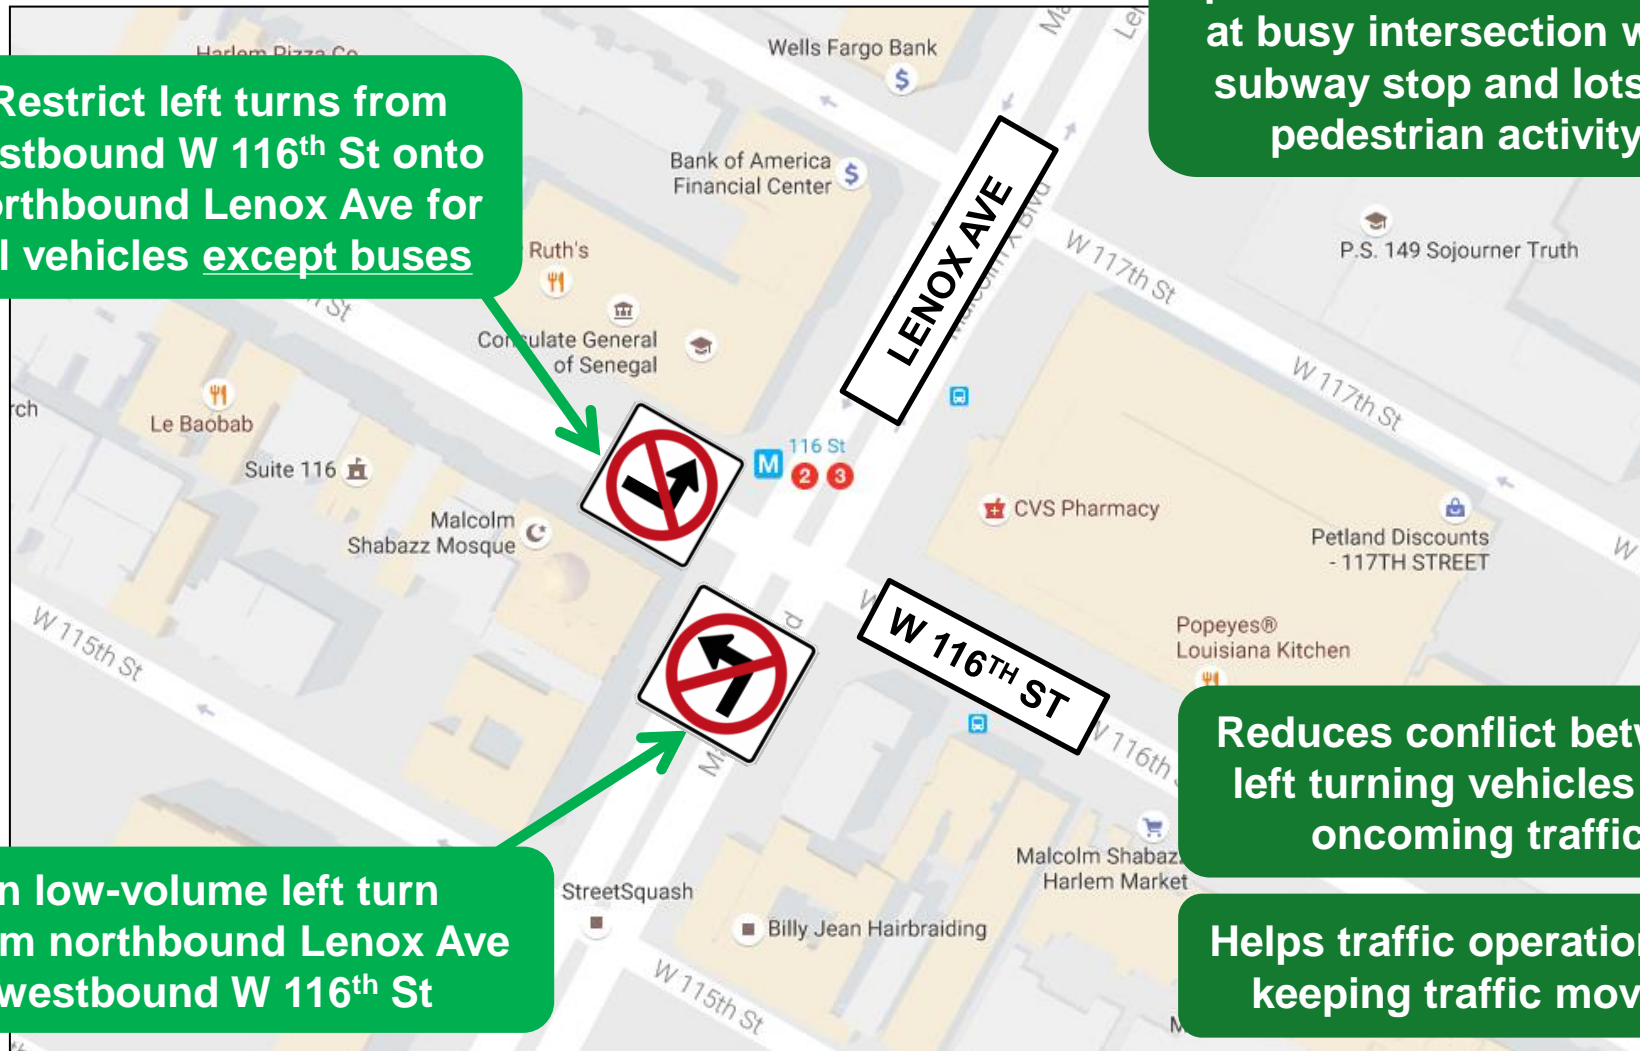 Harlem Pizza Co
Wells Fargo Bank
at busy intersection
subway stop and lots
pedestrian activity
Restrict left turns from
W 116th St onto
Lenox Ave for
vehicles except buses
Bank of America
Financial Center
LENOX AVE
W 117th St
P.S. 149 Sojourner Truth
Ruth's
St
Consulate General
of Senegal
W 117th St
Le Baobab
116 St
M
2 3
Suite 116
CVS Pharmacy
Malcolm
Shabazz Mosque
Petland Discounts
- 117TH STREET
W
W 115th St
W 116TH ST
Popeyes®
Louisiana Kitchen
W 116th
Reduces conflict
left turning vehicles
oncoming traffic
Malcolm Shabaz
Harlem Market
low-volume left turn
northbound Lenox Ave
westbound W 116th St
StreetSquash
Billy Jean Hairbraiding
Helps traffic
keeping traffic
W 115th St